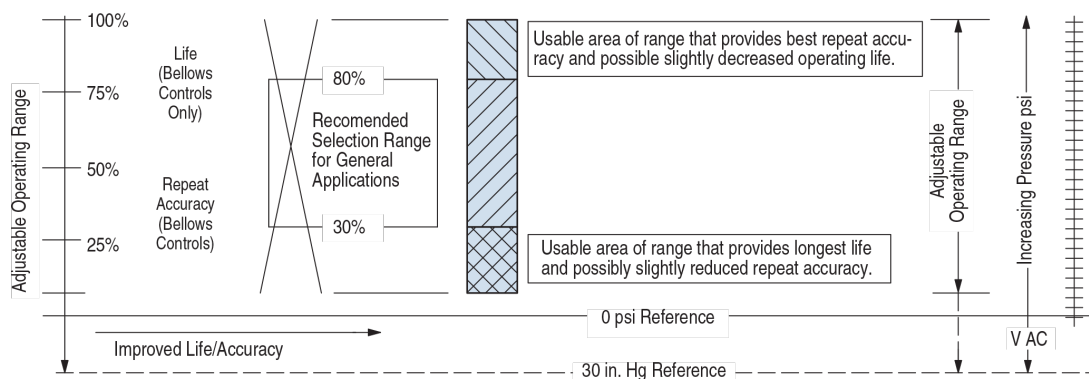 100%
75%
50%
25%
Adjustable Operating Range
Life
(Bellows
Controls
Only)
Repeat
Accuracy
(Bellows
Controls)
80%
Recomended
Selection Range
for General
Applications
30%
Usable area of range that provides best repeat accu-
racy and possible slightly decreased operating life.
Usable area of range that provides longest life
and possibly slightly reduced repeat accuracy.
Adjustable
Operating Range
Increasing Pressure psi
0 psi Reference
V AC
Improved Life/Accuracy
30 in. Hg Reference